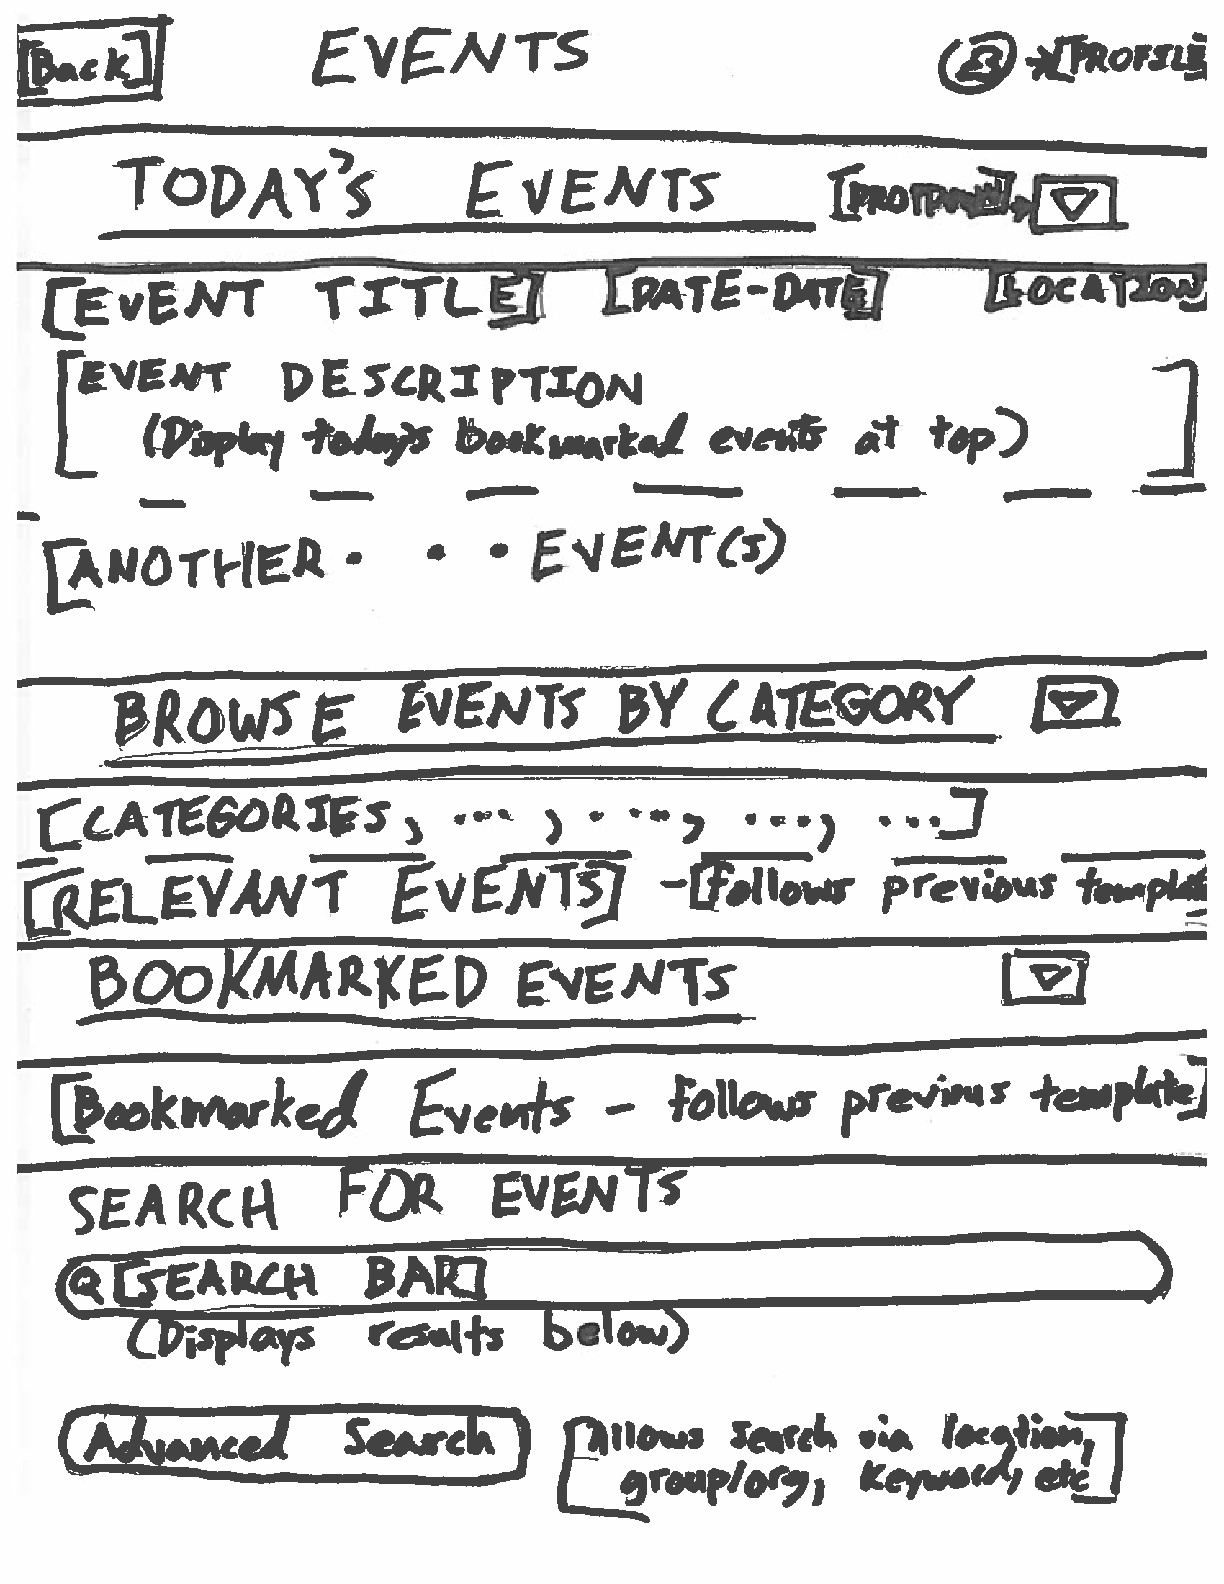 [Back] EVENTS [PROFILE
TODAY'S EVENTS
[EVENT TITLE] [DATE-DATE] [LOCATION
[EVENT DESCRIPTION
(Display today's bookmarked events at top) ]
[ANOTHER . . . EVENT(S)
BROWSE EVENTS BY CATEGORY
[CATEGORIES, ..., ..., ..., ...]
[RELEVANT EVENTS] - [follows previous template
BOOKMARKED EVENTS
[Bookmarked Events - follows previous template]
SEARCH FOR EVENTS
[SEARCH BAR]
(Displays results below)
Advanced Search [Allows search via location,
group/org, keyword, etc]